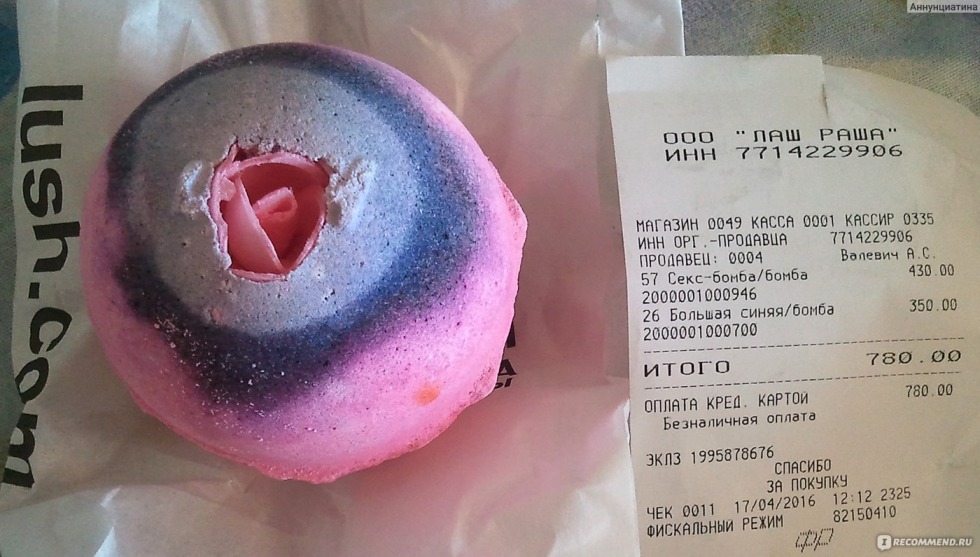 Аннунциатина
lush.com
ООО "ЛАШ РАША"
ИНН 7714229906
МАГАЗИН 0049 КАССА 0001 КАССИР 0335
ИНН ОРГ.-ПРОДАВЦА 7714229906
ПРОДАВЕЦ: 0004 Валевич А.С.
57 Секс-бомба/бомба 430.00
2000001000946
26 Большая синяя/бомба 350.00
2000001000700
ИТОГО 780.00
ОПЛАТА КРЕД. КАРТОЙ 780.00
Безналичная оплата
ЭКЛЗ 1995878676
СПАСИБО
ЗА ПОКУПКУ
ЧЕК 0011 17/04/2016 12:12 2325
ФИСКАЛЬНЫЙ РЕЖИМ 82150410
IRECOMMEND.RU